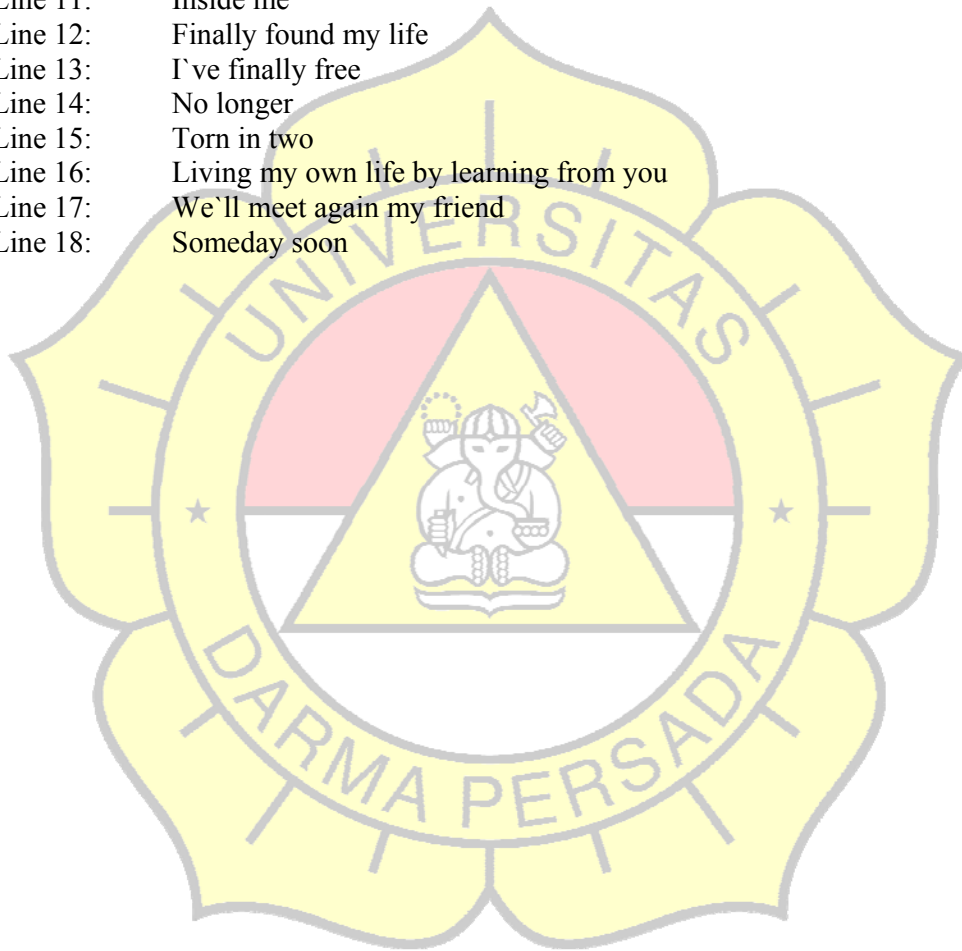 Line 11: Inside me
Line 12: Finally found my life
Line 13: I`ve finally free
Line 14: No longer
Line 15: Torn in two
Line 16: Living my own life by learning from you
Line 17: We`ll meet again my friend
Line 18: Someday soon
UNIVERSITAS
DARMA PERSADA